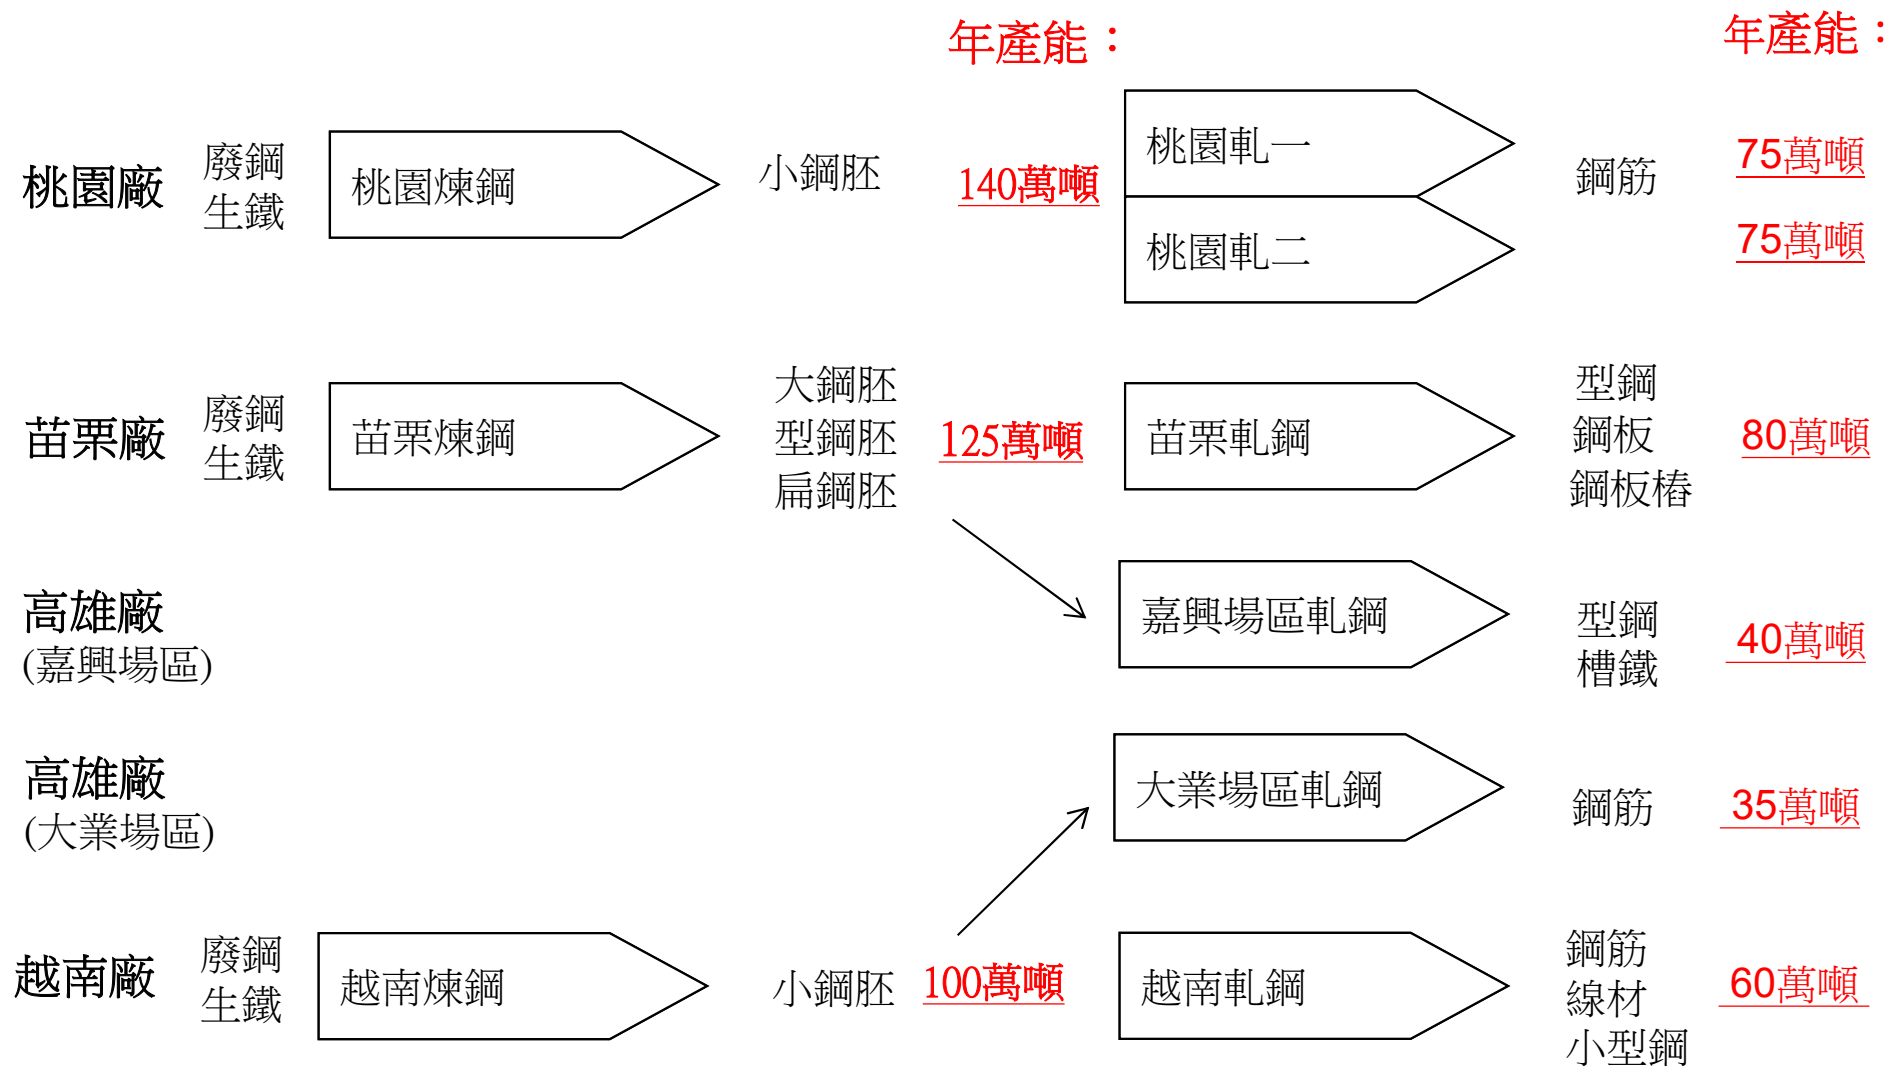 年產能：
年產能：
桃園廠
廢鋼
生鐵
桃園煉鋼
小鋼胚
140萬噸
桃園軋一
桃園軋二
鋼筋
75萬噸
75萬噸
苗栗廠
廢鋼
生鐵
苗栗煉鋼
大鋼胚
型鋼胚
扁鋼胚
125萬噸
苗栗軋鋼
型鋼
鋼板
鋼板樁
80萬噸
高雄廠
(嘉興場區)
嘉興場區軋鋼
型鋼
槽鐵
40萬噸
高雄廠
(大業場區)
大業場區軋鋼
鋼筋
35萬噸
越南廠
廢鋼
生鐵
越南煉鋼
小鋼胚
100萬噸
越南軋鋼
鋼筋
線材
小型鋼
60萬噸